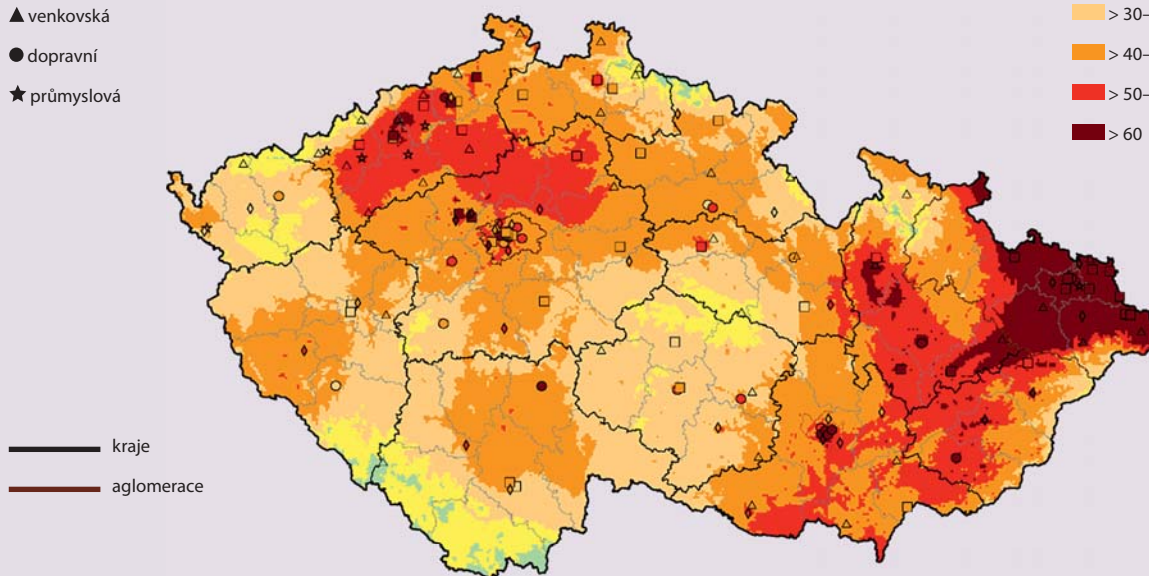 venkovská
dopravní
průmyslová
> 30–
> 40–
> 50–
> 60
kraje
aglomerace